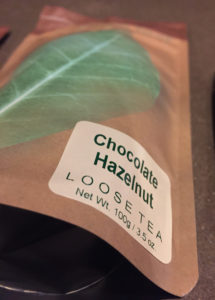 Chocolate
Hazelnut
LOOSE TEA
Net Wt. 100g / 3.5 oz